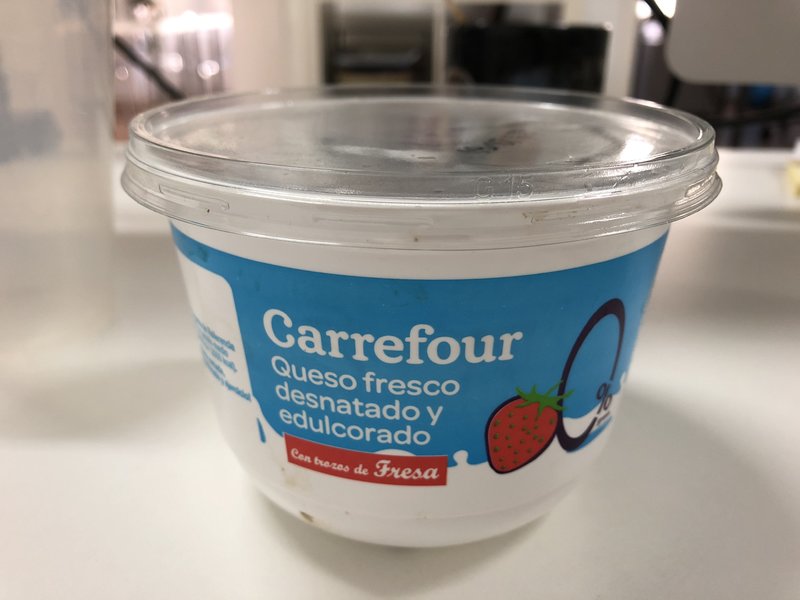 Carrefour
Queso fresco
desnatado y
edulcorado
Con trozos de Fresa
0%